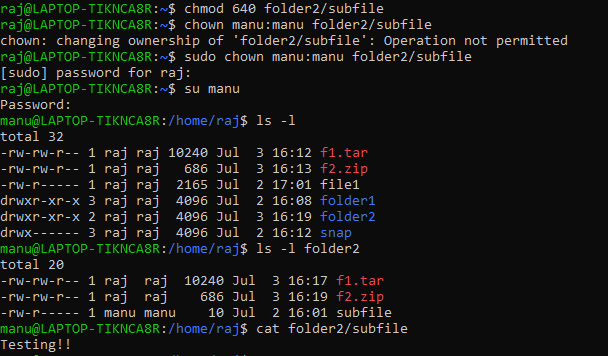 raj@LAPTOP-TIKNCA8R:~$ chmod 640 folder2/subfile
raj@LAPTOP-TIKNCA8R:~$ chown manu:manu folder2/subfile
chown: changing ownership of 'folder2/subfile': Operation not permitted
raj@LAPTOP-TIKNCA8R:~$ sudo chown manu:manu folder2/subfile
[sudo] password for raj:
raj@LAPTOP-TIKNCA8R:~$ su manu
Password:
manu@LAPTOP-TIKNCA8R:/home/raj$ ls -l
total 32
-rw-rw-r-- 1 raj raj 10240 Jul  3 16:12 f1.tar
-rw-rw-r-- 1 raj raj   686 Jul  3 16:13 f2.zip
-rw-r----- 1 raj raj  2165 Jul  2 17:01 file1
drwxr-xr-x 3 raj raj  4096 Jul  2 16:08 folder1
drwxr-xr-x 2 raj raj  4096 Jul  3 16:19 folder2
drwx------ 3 raj raj  4096 Jul  2 16:12 snap
manu@LAPTOP-TIKNCA8R:/home/raj$ ls -l folder2
total 20
-rw-rw-r-- 1 raj  raj  10240 Jul  3 16:17 f1.tar
-rw-rw-r-- 1 raj  raj    686 Jul  3 16:19 f2.zip
-rw-r----- 1 manu manu    10 Jul  2 16:01 subfile
manu@LAPTOP-TIKNCA8R:/home/raj$ cat folder2/subfile
Testing!!